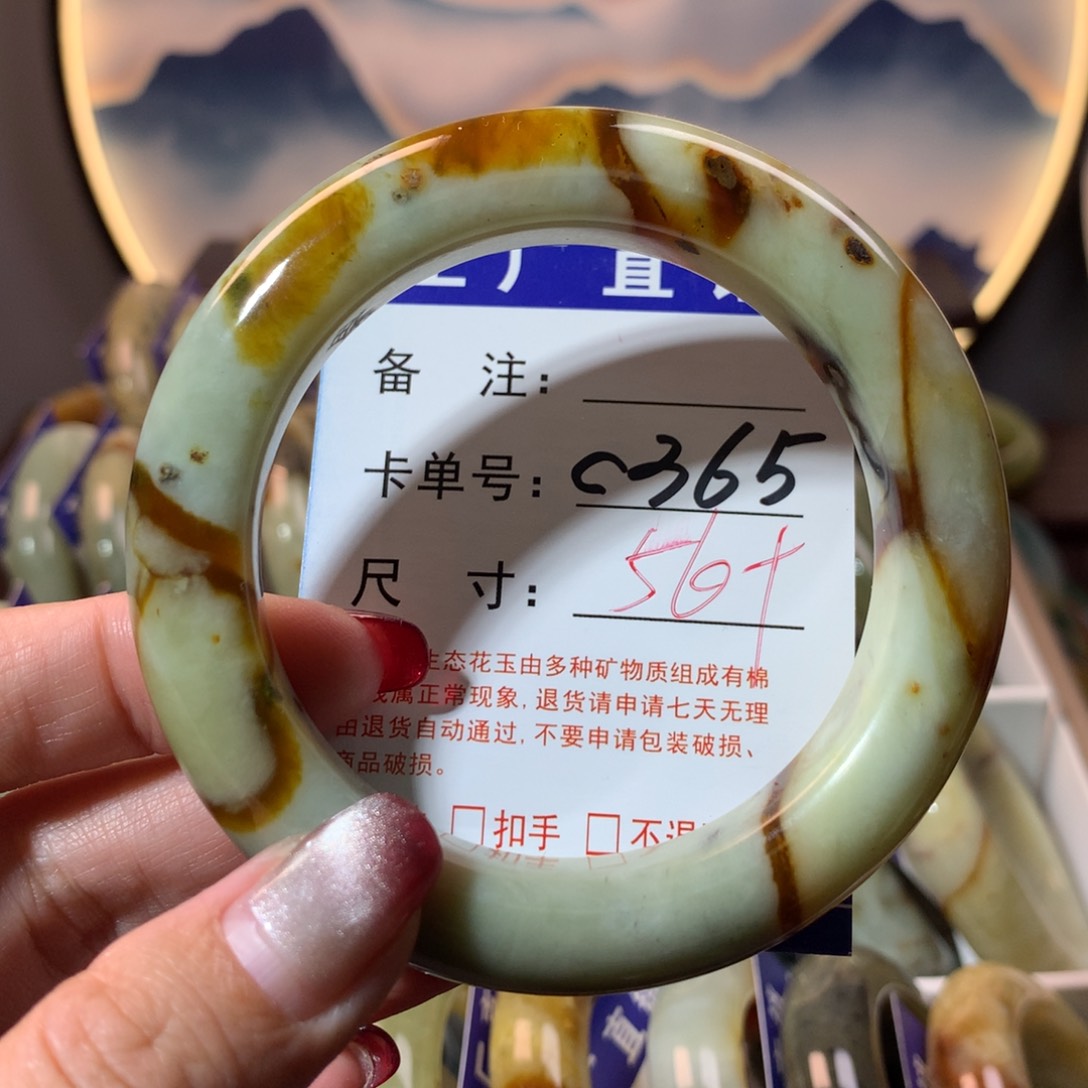 厂直
备 注:
卡单号: C365
尺 寸: 56+
生态花玉由多种矿物质组成有棉
属正常现象,退货请申请七天无理
由退货自动通过,不要申请包装破损、
商品破损。
□扣手 □不退
直